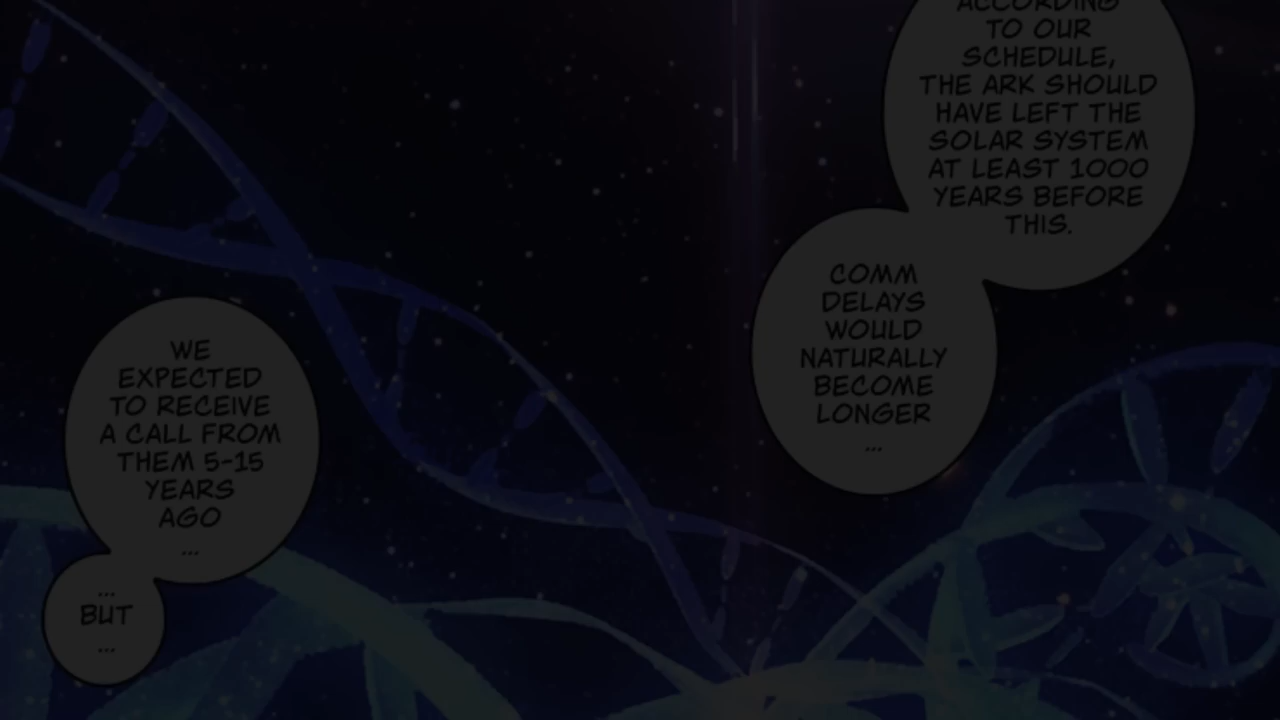 ACCORDING
TO OUR
SCHEDULE,
THE ARK SHOULD
HAVE LEFT THE
SOLAR SYSTEM
AT LEAST 1000
YEARS BEFORE
THIS.
COMM
DELAYS
WOULD
NATURALLY
BECOME
LONGER
...
WE
EXPECTED
TO RECEIVE
A CALL FROM
THEM 5-15
YEARS
AGO
...
...
BUT
...